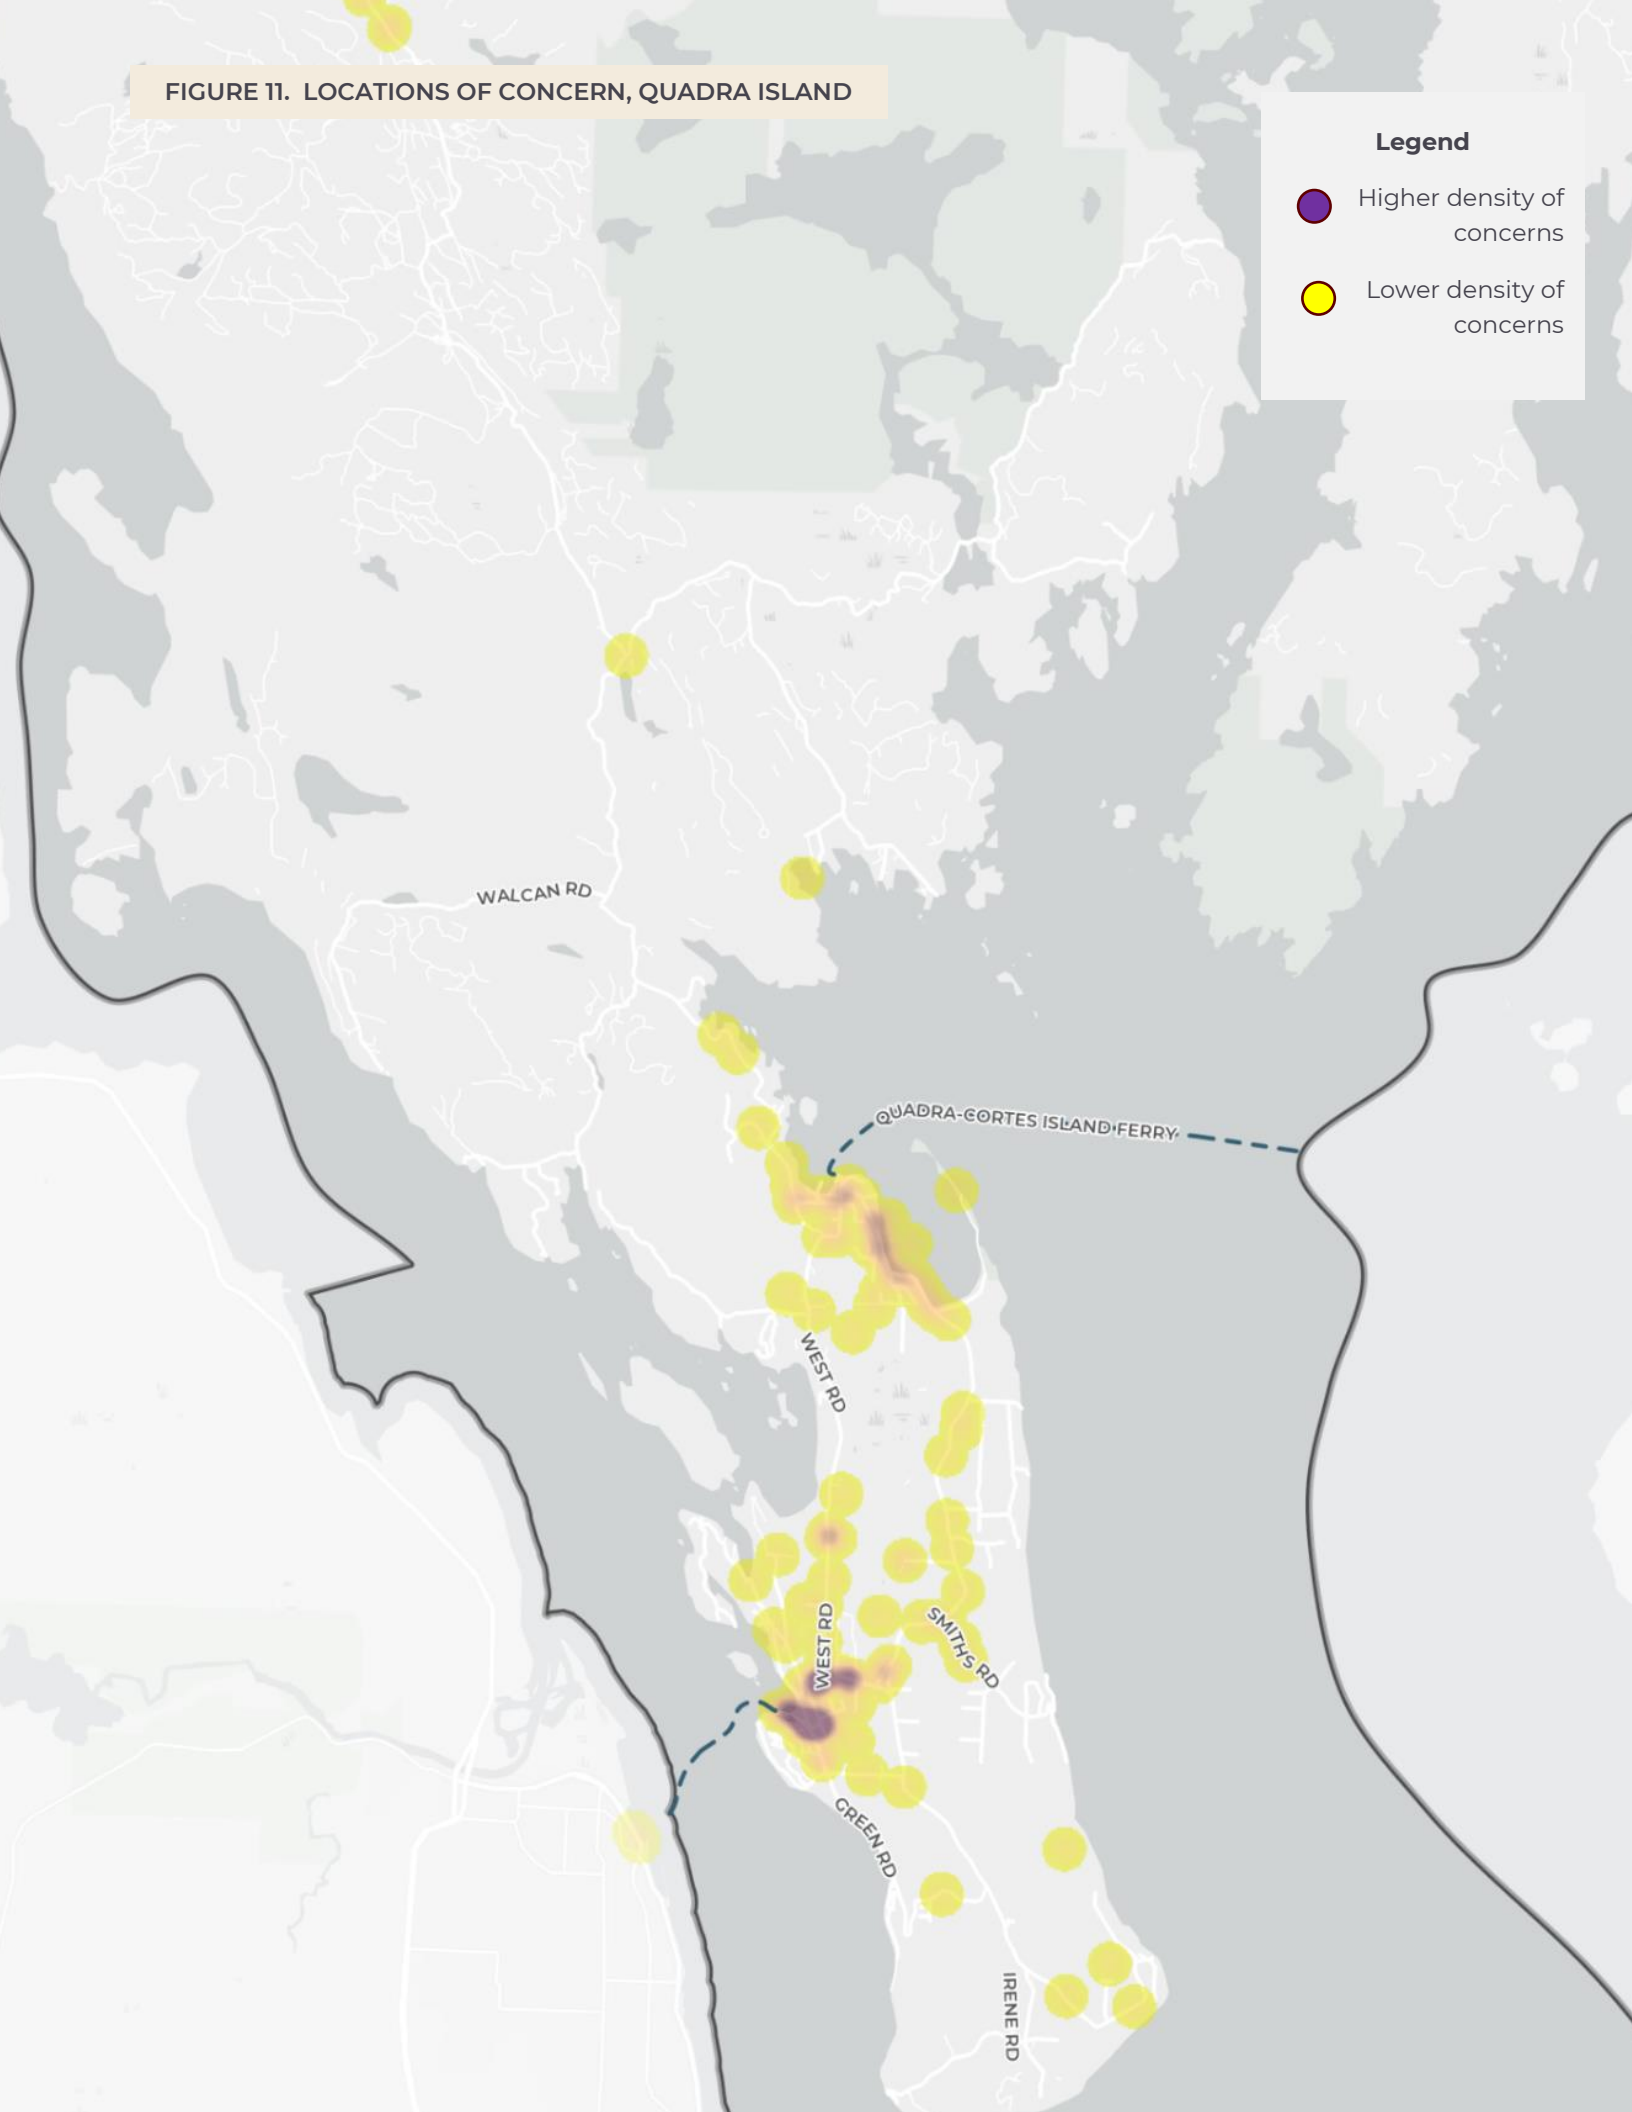 FIGURE 11. LOCATIONS OF CONCERN, QUADRA ISLAND
Legend
Higher density of
concerns
Lower density of
concerns
WALCAN RD
QUADRA-CORTES ISLAND FERRY
WEST RD
WEST RD
SMITHS RD
GREEN RD
IRENE RD